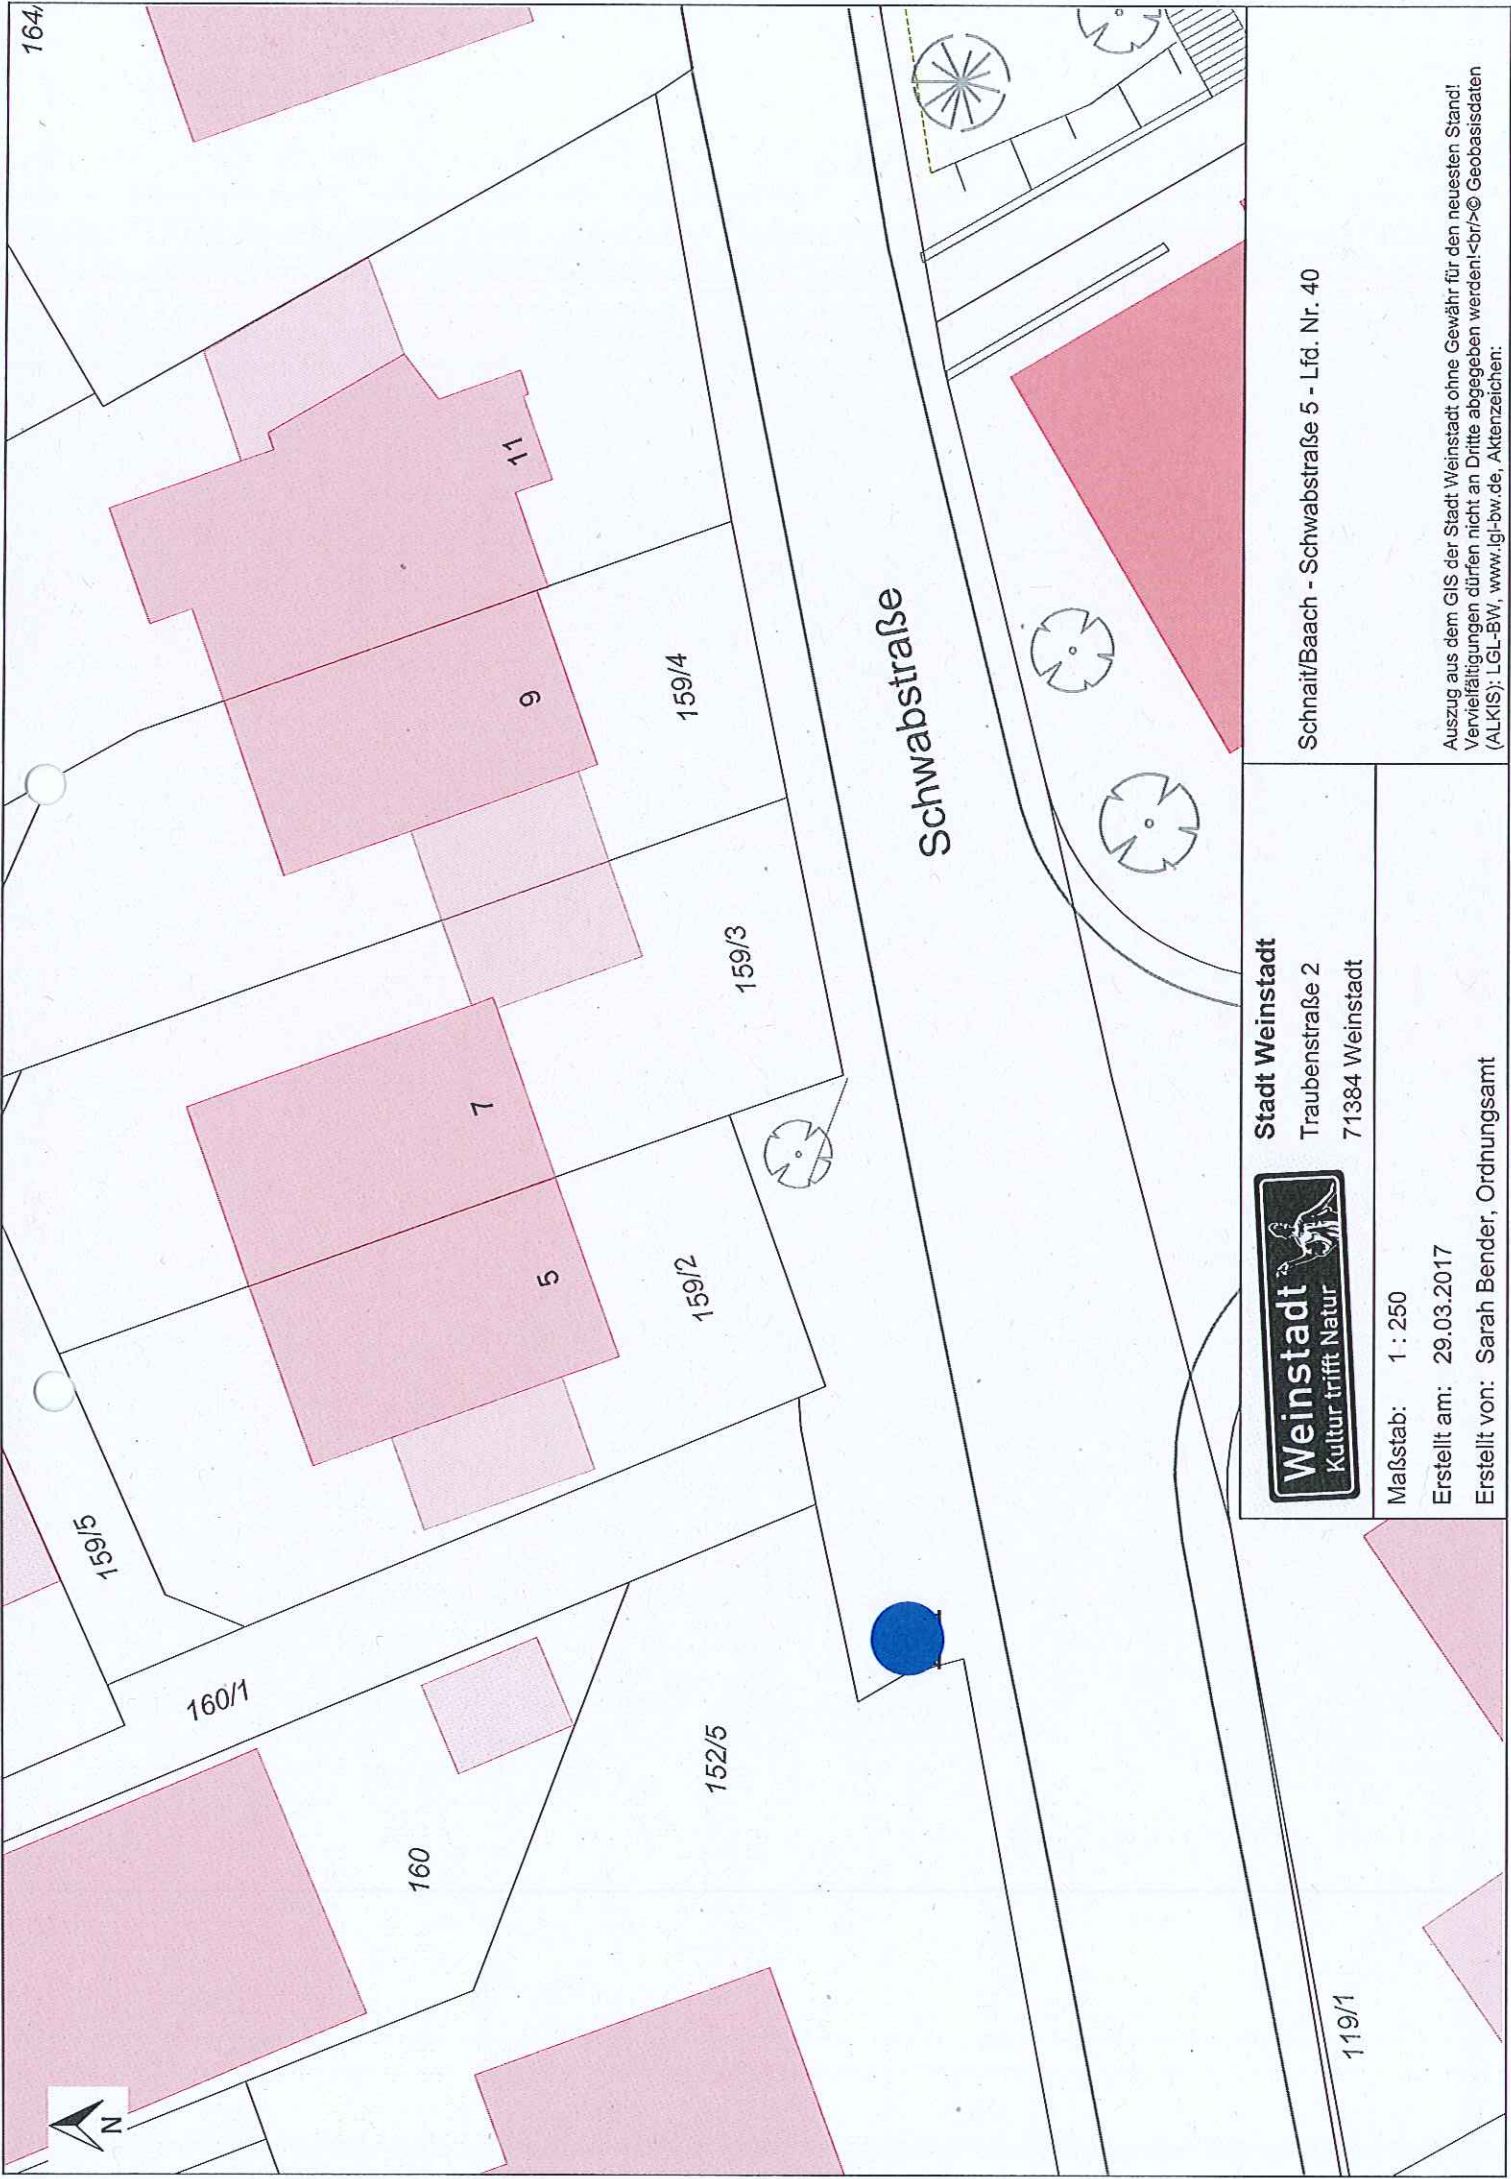 N
164/
159/5
160/1
160
152/5
5
7
9
11
159/2
159/3
159/4
Schwabstraße
119/1
Weinstadt
Kultur trifft Natur
Stadt Weinstadt
Traubenstraße 2
71384 Weinstadt
Maßstab: 1 : 250
Erstellt am: 29.03.2017
Erstellt von: Sarah Bender, Ordnungsamt
Schnait/Baach - Schwabstraße 5 - Lfd. Nr. 40
Auszug aus dem GIS der Stadt Weinstadt ohne Gewähr für den neuesten Stand!
Vervielfältigungen dürfen nicht an Dritte abgegeben werden!<br/>© Geobasisdaten
(ALKIS): LGL-BW, www.lgl-bw.de, Aktenzeichen: